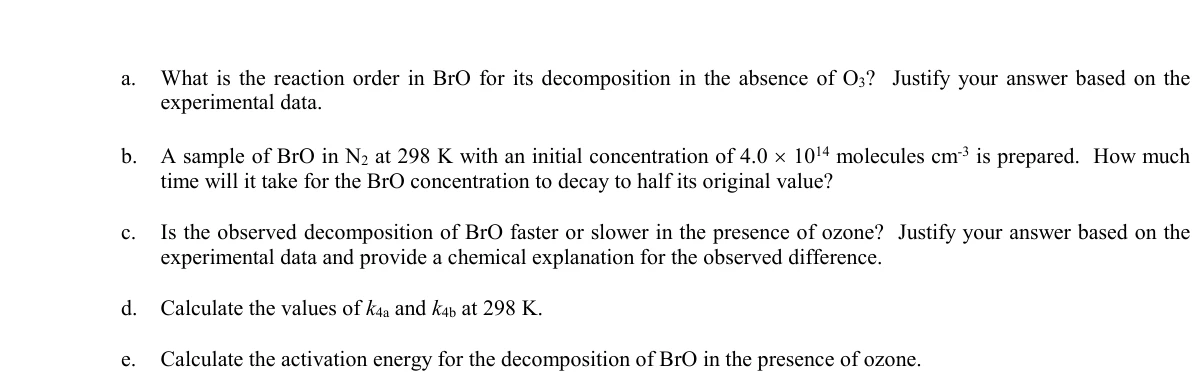 a. What is the reaction order in BrO for its decomposition in the absence of O₃? Justify your answer based on the
experimental data.
b. A sample of BrO in N₂ at 298 K with an initial concentration of 4.0 × 10¹⁴ molecules cm⁻³ is prepared. How much
time will it take for the BrO concentration to decay to half its original value?
c. Is the observed decomposition of BrO faster or slower in the presence of ozone? Justify your answer based on the
experimental data and provide a chemical explanation for the observed difference.
d. Calculate the values of k₄ₐ and k₄b at 298 K.
e. Calculate the activation energy for the decomposition of BrO in the presence of ozone.